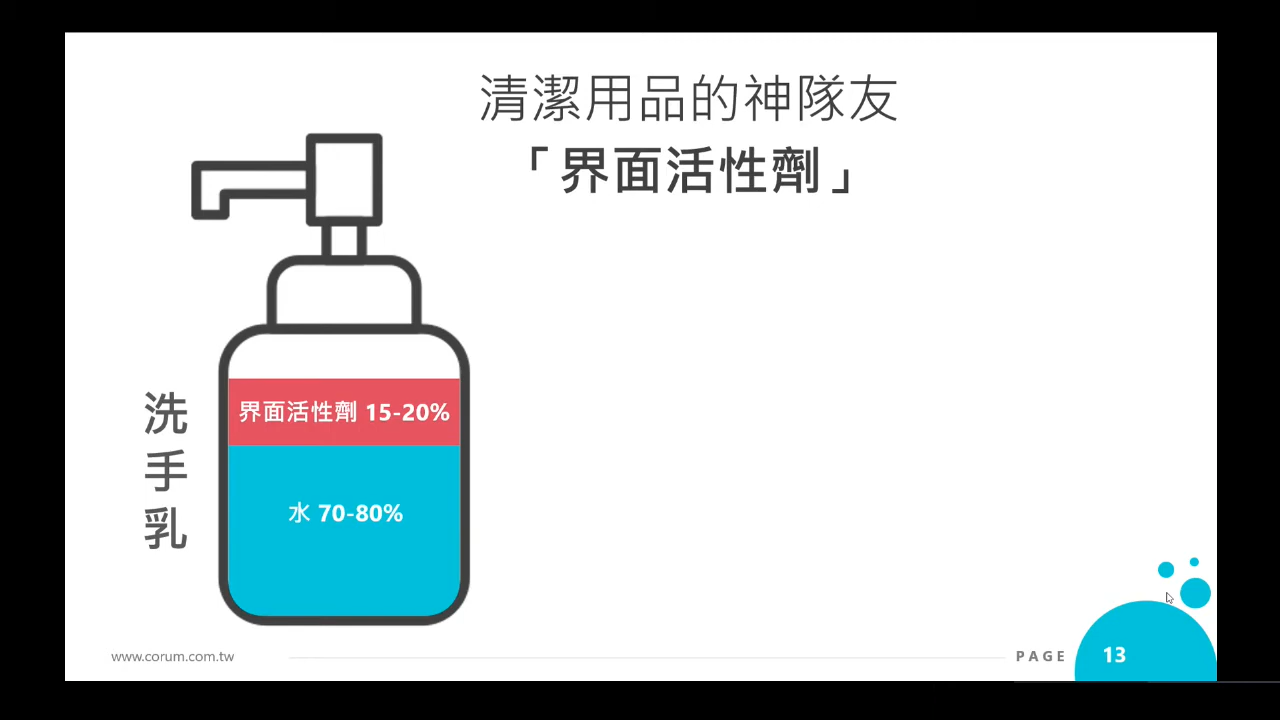 清潔用品的神隊友
「界面活性劑」
洗手乳
界面活性劑 15-20%
水 70-80%
www.corum.com.tw
PAGE 13